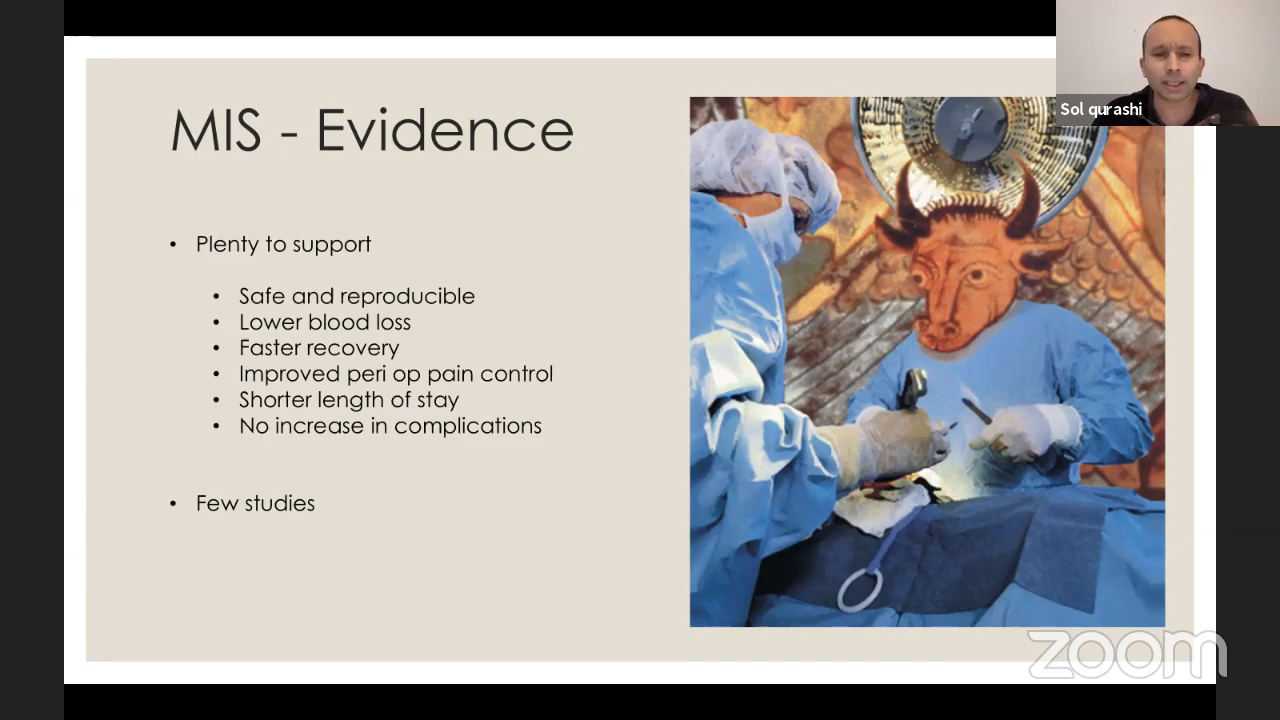 MIS - Evidence
• Plenty to support
• Safe and reproducible
• Lower blood loss
• Faster recovery
• Improved peri op pain control
• Shorter length of stay
• No increase in complications
• Few studies
Sol qurashi
zoom